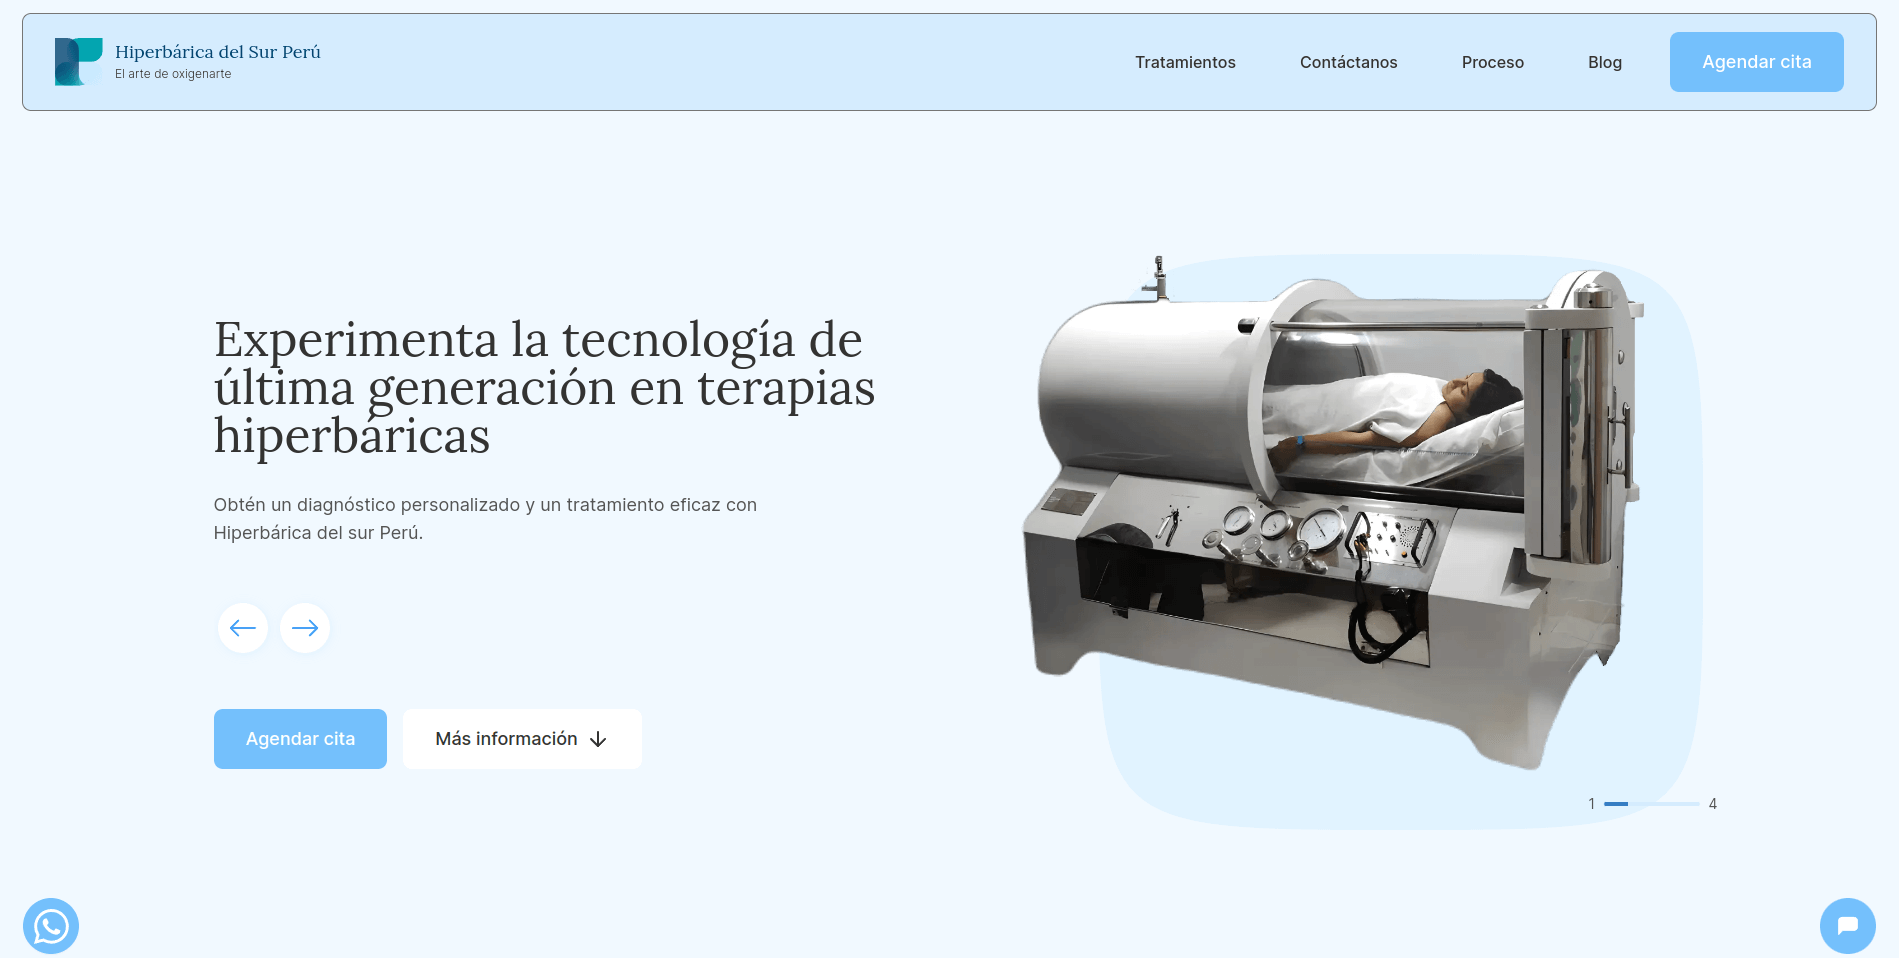 Hiperbárica del Sur Perú
El arte de oxigenarte
Tratamientos
Contáctanos
Proceso
Blog
Agendar cita
Experimenta la tecnología de
última generación en terapias
hiperbáricas
Obtén un diagnóstico personalizado y un tratamiento eficaz con
Hiperbárica del sur Perú.
Agendar cita
Más información
1
4